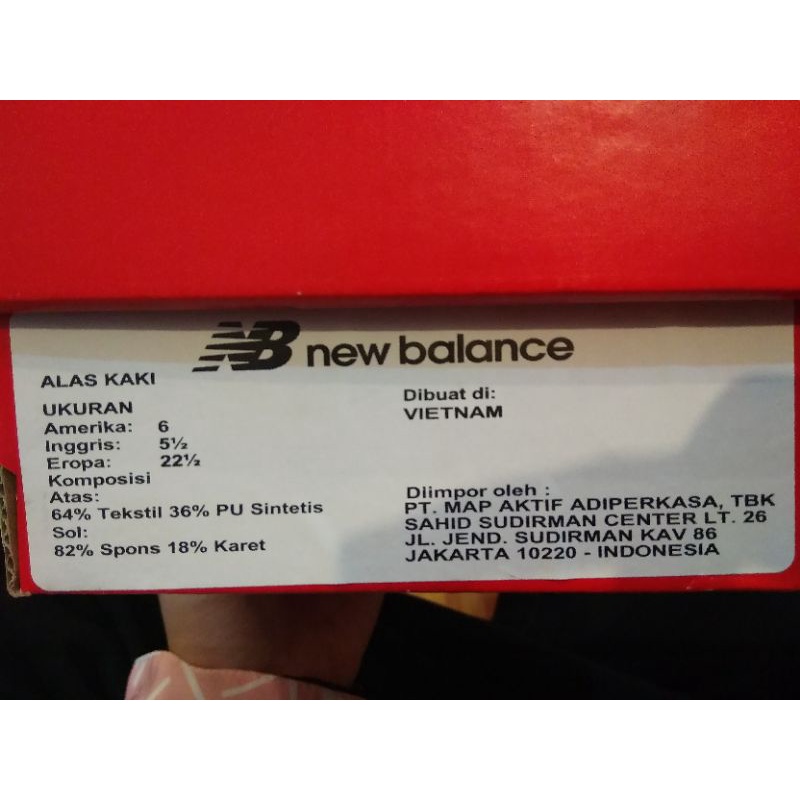 NB new balance
ALAS KAKI
UKURAN
Amerika: 6
Inggris: 5½
Eropa: 22½
Komposisi
Atas:
64% Tekstil 36% PU Sintetis
Sol:
82% Spons 18% Karet
Dibuat di:
VIETNAM
Diimpor oleh :
PT. MAP AKTIF ADIPERKASA, TBK
SAHID SUDIRMAN CENTER LT. 26
JL. JEND. SUDIRMAN KAV 86
JAKARTA 10220 - INDONESIA